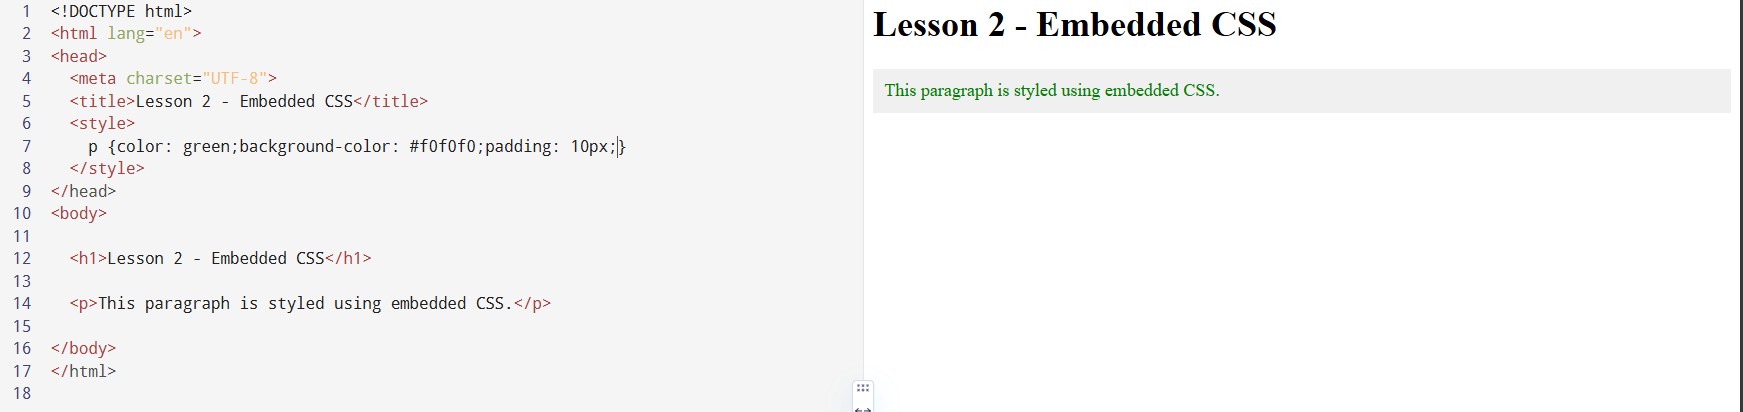 1 <!DOCTYPE html>
2 <html lang="en">
3 <head>
4   <meta charset="UTF-8">
5   <title>Lesson 2 - Embedded CSS</title>
6   <style>
7     p {color: green;background-color: #f0f0f0;padding: 10px;}
8   </style>
9 </head>
10 <body>
11
12   <h1>Lesson 2 - Embedded CSS</h1>
13
14   <p>This paragraph is styled using embedded CSS.</p>
15
16 </body>
17 </html>
18
Lesson 2 - Embedded CSS
This paragraph is styled using embedded CSS.